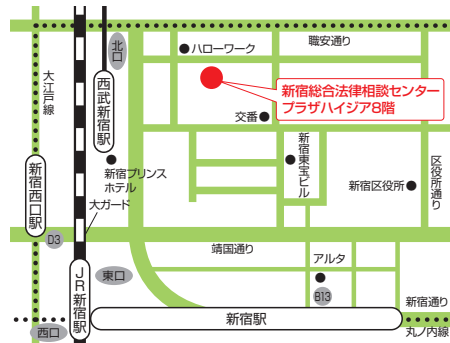 職安通り
北口
ハローワーク
大江戸線
西武新宿駅
新宿総合法律相談センター
プラザハイジア8階
交番
新宿プリンス
ホテル
新宿東宝ビル
新宿区役所
区役所通り
新宿西口駅
大ガード
D3
靖国通り
東口
アルタ
B13
JR新宿駅
新宿駅
新宿通り
西口
丸ノ内線